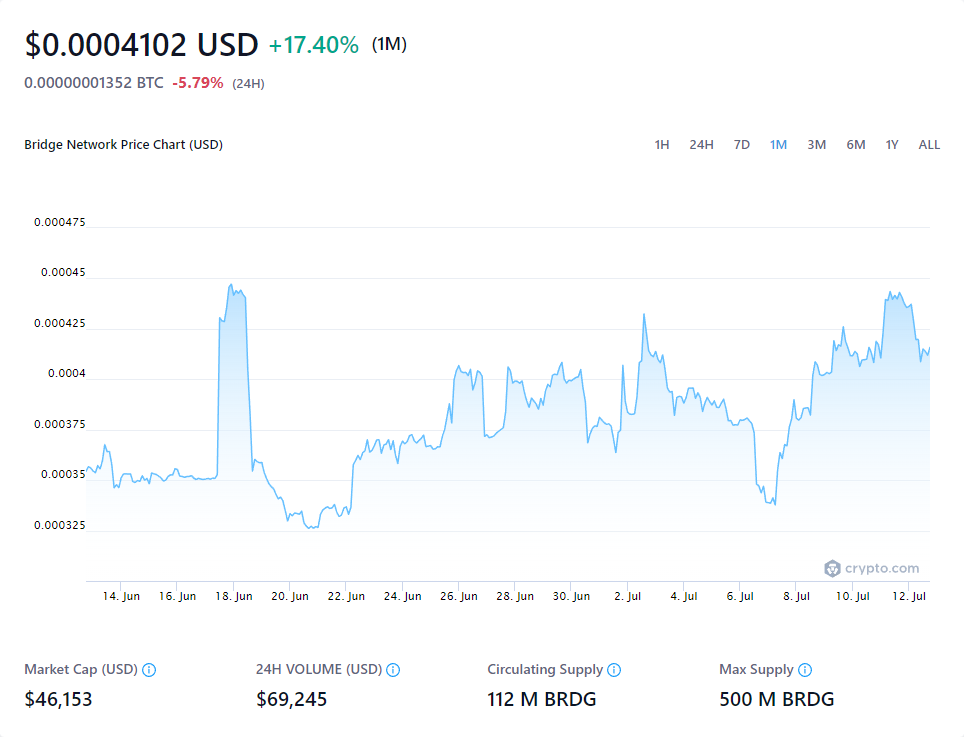 $0.0004102 USD +17.40% (1M)
0.00000001352 BTC -5.79% (24H)
Bridge Network Price Chart (USD)
1H 24H 7D 1M 3M 6M 1Y ALL
0.000475
0.00045
0.000425
0.0004
0.000375
0.00035
0.000325
crypto.com
14. Jun 16. Jun 18. Jun 20. Jun 22. Jun 24. Jun 26. Jun 28. Jun 30. Jun 2. Jul 4. Jul 6. Jul 8. Jul 10. Jul 12. Jul
Market Cap (USD) 24H VOLUME (USD) Circulating Supply Max Supply
$46,153 $69,245 112 M BRDG 500 M BRDG